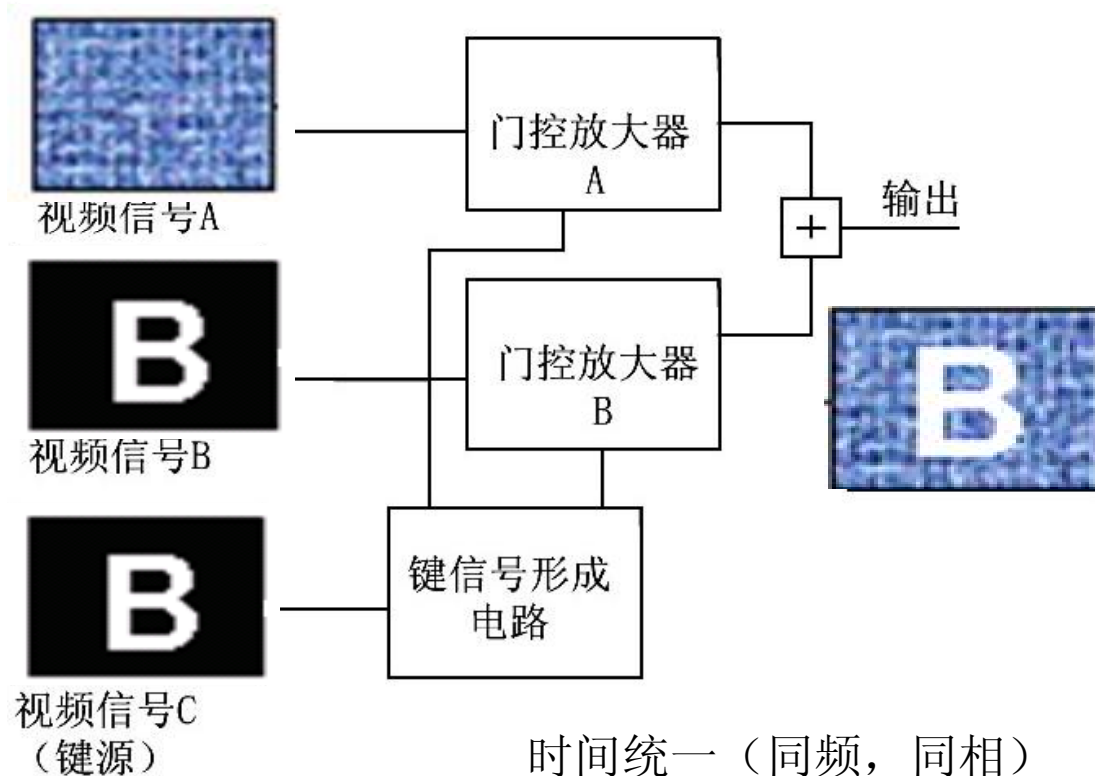 门控放大器
A
视频信号A
输出
+
B
视频信号B
门控放大器
B
B
B
键信号形成
电路
视频信号C
（键源）
时间统一（同频，同相）